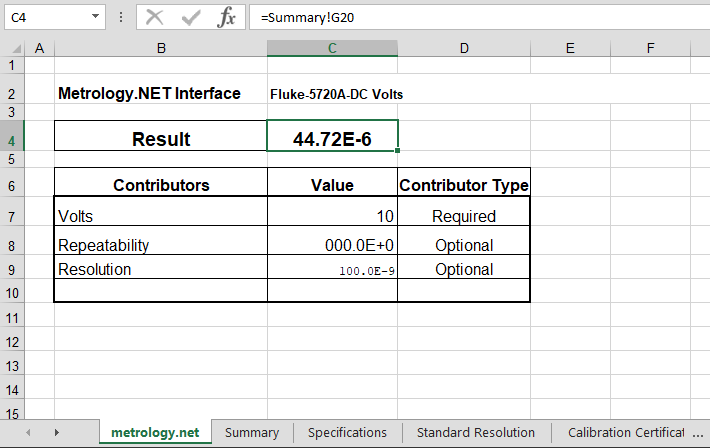 C4 fx =Summary!G20
A B C D E F
1
2 Metrology.NET Interface Fluke-5720A-DC Volts
3
4 Result 44.72E-6
5
6 Contributors Value Contributor Type
7 Volts 10 Required
8 Repeatability 000.0E+0 Optional
9 Resolution 100.0E-9 Optional
10
11
12
13
14
15
metrology.net Summary Specifications Standard Resolution Calibration Certificat ...